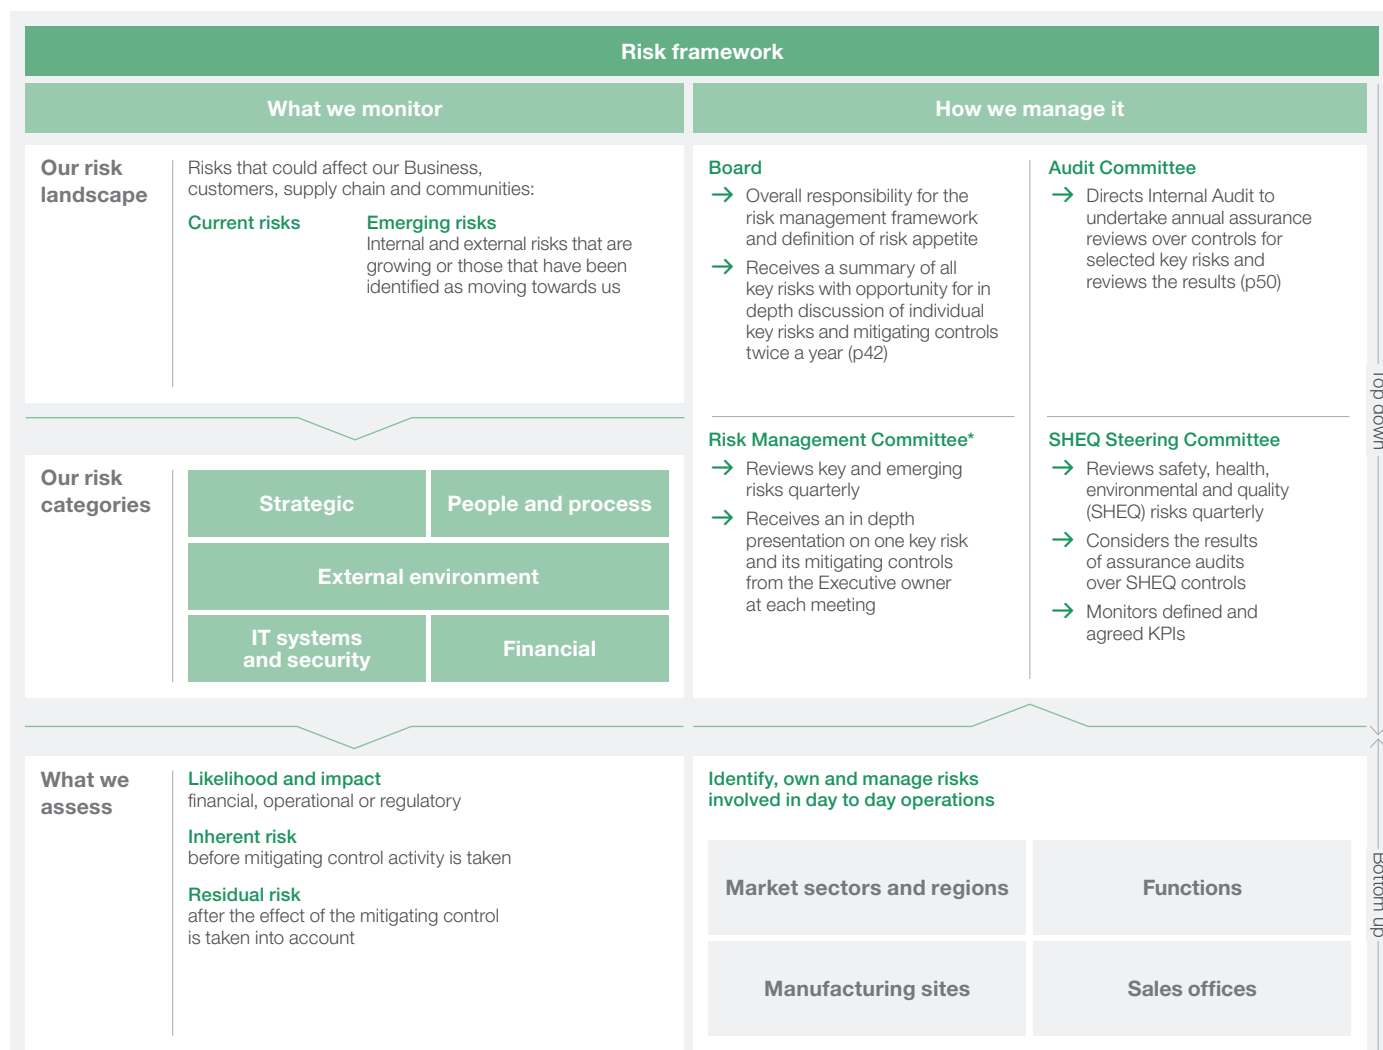 Risk framework
What we monitor
How we manage it
Our risk
landscape
Risks that could affect our Business,
customers, supply chain and communities:
Current risks
Emerging risks
Internal and external risks that are
growing or those that have been
identified as moving towards us
Board
→ Overall responsibility for the
risk management framework
and definition of risk appetite
→ Receives a summary of all
key risks with opportunity for in
depth discussion of individual
key risks and mitigating controls
twice a year (p42)
Audit Committee
→ Directs Internal Audit to
undertake annual assurance
reviews over controls for
selected key risks and
reviews the results (p50)
Top down
Our risk
categories
Strategic
People and process
External environment
IT systems
and security
Financial
Risk Management Committee*
→ Reviews key and emerging
risks quarterly
→ Receives an in depth
presentation on one key risk
and its mitigating controls
from the Executive owner
at each meeting
SHEQ Steering Committee
→ Reviews safety, health,
environmental and quality
(SHEQ) risks quarterly
→ Considers the results
of assurance audits
over SHEQ controls
→ Monitors defined and
agreed KPIs
What we
assess
Likelihood and impact
financial, operational or regulatory
Inherent risk
before mitigating control activity is taken
Residual risk
after the effect of the mitigating control
is taken into account
Identify, own and manage risks
involved in day to day operations
Market sectors and regions
Functions
Manufacturing sites
Sales offices
Bottom up